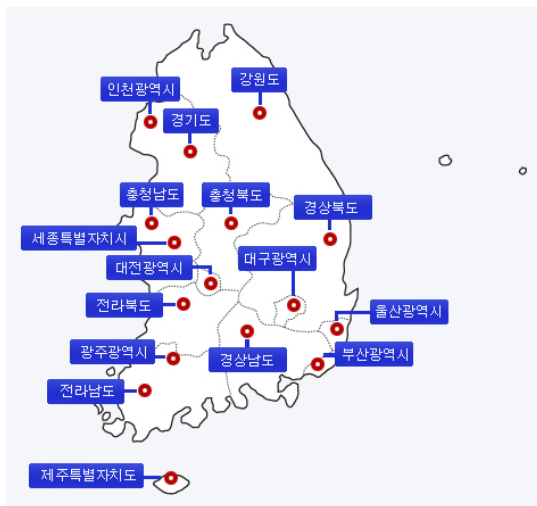 강원도
인천광역시
경기도
충청남도
충청북도
경상북도
세종특별자치시
대전광역시
대구광역시
전라북도
울산광역시
광주광역시
경상남도
부산광역시
전라남도
제주특별자치도